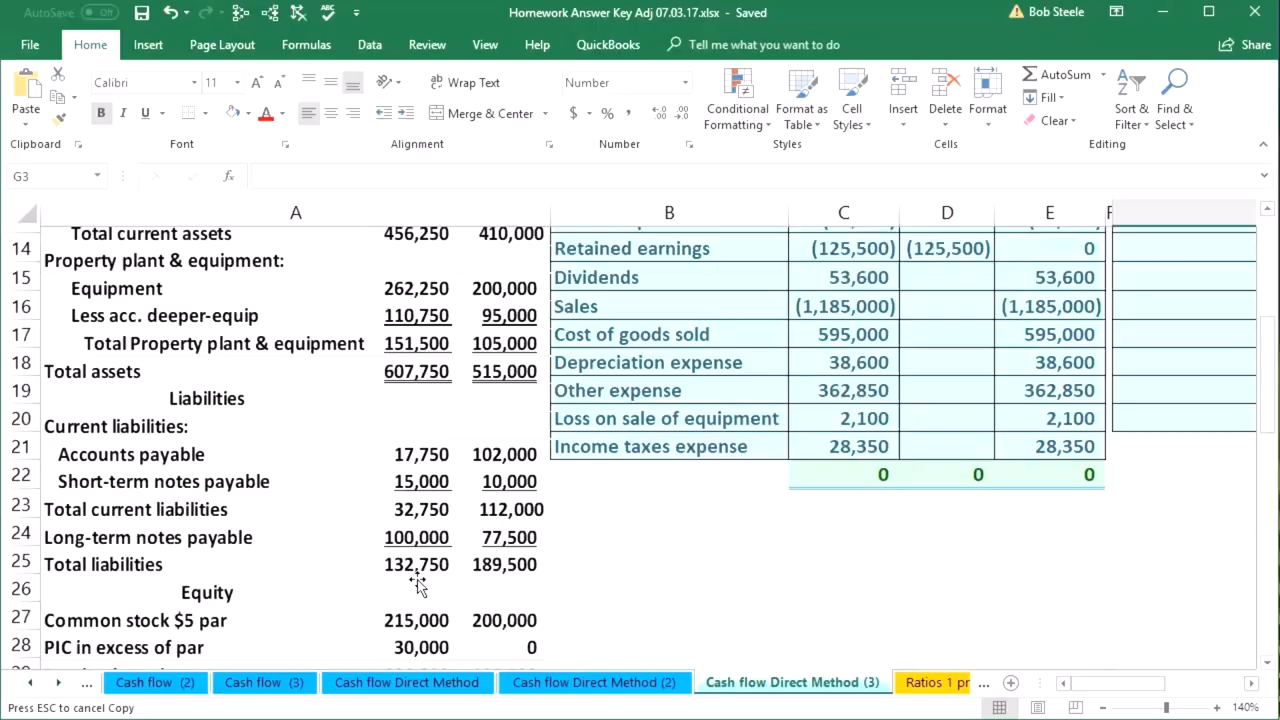 AutoSave Off Homework Answer Key Adj 07.03.17.xlsx - Saved Bob Steele
File Home Insert Page Layout Formulas Data Review View Help QuickBooks Tell me what you want to do Share
Paste Calibri 11 Wrap Text Number Conditional Formatting Format as Table Cell Styles Insert Delete Format AutoSum Fill Clear Sort & Filter Find & Select
B I U Merge & Center $ % ,
Clipboard Font Alignment Number Styles Cells Editing
G3 fx
A B C D E F
Total current assets 456,250 410,000
14 Retained earnings (125,500) (125,500) 0
Property plant & equipment:
15 Dividends 53,600 53,600
Equipment 262,250 200,000
16 Sales (1,185,000) (1,185,000)
Less acc. deeper-equip 110,750 95,000
17 Cost of goods sold 595,000 595,000
Total Property plant & equipment 151,500 105,000
18 Depreciation expense 38,600 38,600
Total assets 607,750 515,000
19 Other expense 362,850 362,850
Liabilities
20 Loss on sale of equipment 2,100 2,100
Current liabilities:
21 Income taxes expense 28,350 28,350
Accounts payable 17,750 102,000
22 0 0 0
Short-term notes payable 15,000 10,000
23 Total current liabilities 32,750 112,000
24 Long-term notes payable 100,000 77,500
25 Total liabilities 132,750 189,500
26 Equity
27 Common stock $5 par 215,000 200,000
28 PIC in excess of par 30,000 0
... Cash flow (2) Cash flow (3) Cash flow Direct Method Cash flow Direct Method (2) Cash flow Direct Method (3) Ratios 1 pr ...
Press ESC to cancel Copy 140%